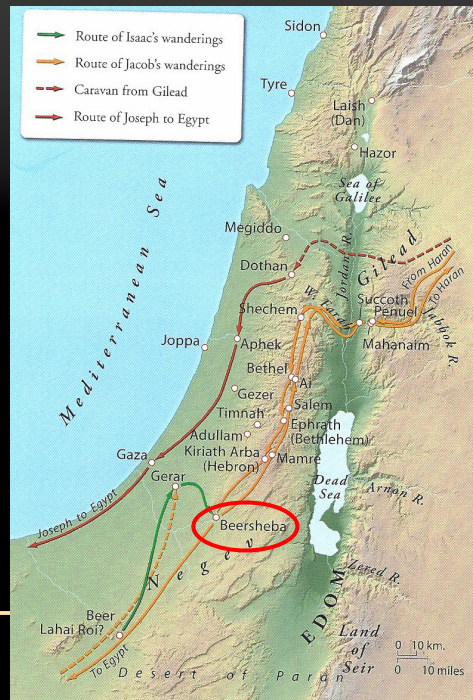 Route of Isaac's wanderings
Route of Jacob's wanderings
Caravan from Gilead
Route of Joseph to Egypt
Sidon
Tyre
Laish
(Dan)
Hazor
Sea of
Galilee
Mediterranean Sea
Megiddo
Jordan R.
Gilead
Dothan
From Haran
To Haran
W. Farah
Succoth
Shechem
Penuel
Jabbok R.
Mahanaim
Joppa
Aphek
Bethel
Ai
Gezer
Salem
Timnah
Ephrath
(Bethlehem)
Adullam
Kiriath Arba
(Hebron)
Mamre
Gaza
Gerar
Dead
Sea
Arnon R.
Joseph to Egypt
Beersheba
Negev
Zered R.
EDOM
Beer
Lahai Roi?
To Egypt
Land
of
Seir
Desert of Paran
0 10 km.
0 10 miles